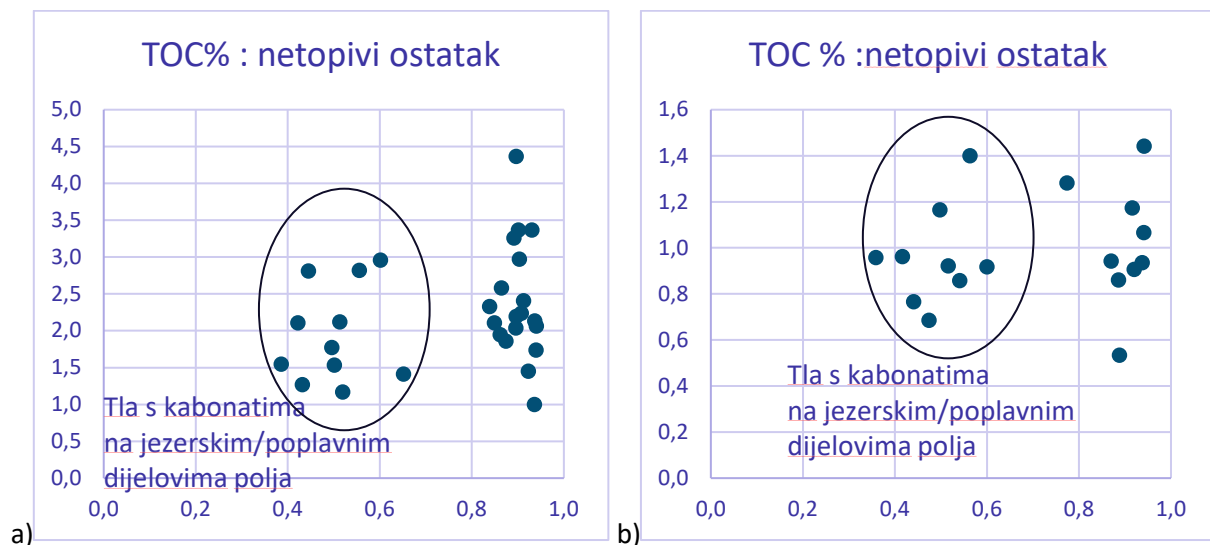 TOC% : netopivi ostatak
5,0
4,5
4,0
3,5
3,0
2,5
2,0
1,5
1,0
0,5
0,0
0,0 0,2 0,4 0,6 0,8 1,0
Tla s kabonatima
na jezerskim/poplavnim
dijelovima polja
a)
TOC % :netopivi ostatak
1,6
1,4
1,2
1,0
0,8
0,6
0,4
0,2
0,0
0,0 0,2 0,4 0,6 0,8 1,0
Tla s kabonatima
na jezerskim/poplavnim
dijelovima polja
b)